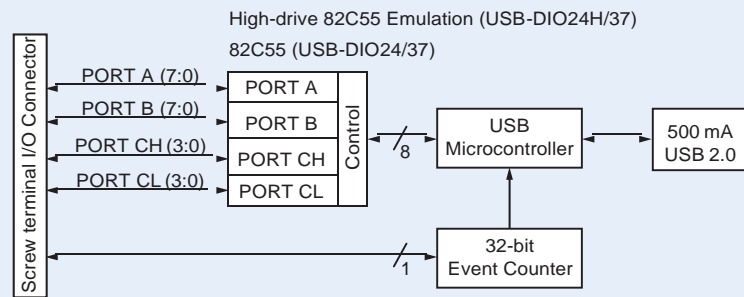 High-drive 82C55 Emulation (USB-DIO24H/37)
82C55 (USB-DIO24/37)
Screw terminal I/O Connector
PORT A (7:0)
PORT B (7:0)
PORT CH (3:0)
PORT CL (3:0)
PORT A
PORT B
PORT CH
PORT CL
Control
8
USB
Microcontroller
500 mA
USB 2.0
1
32-bit
Event Counter